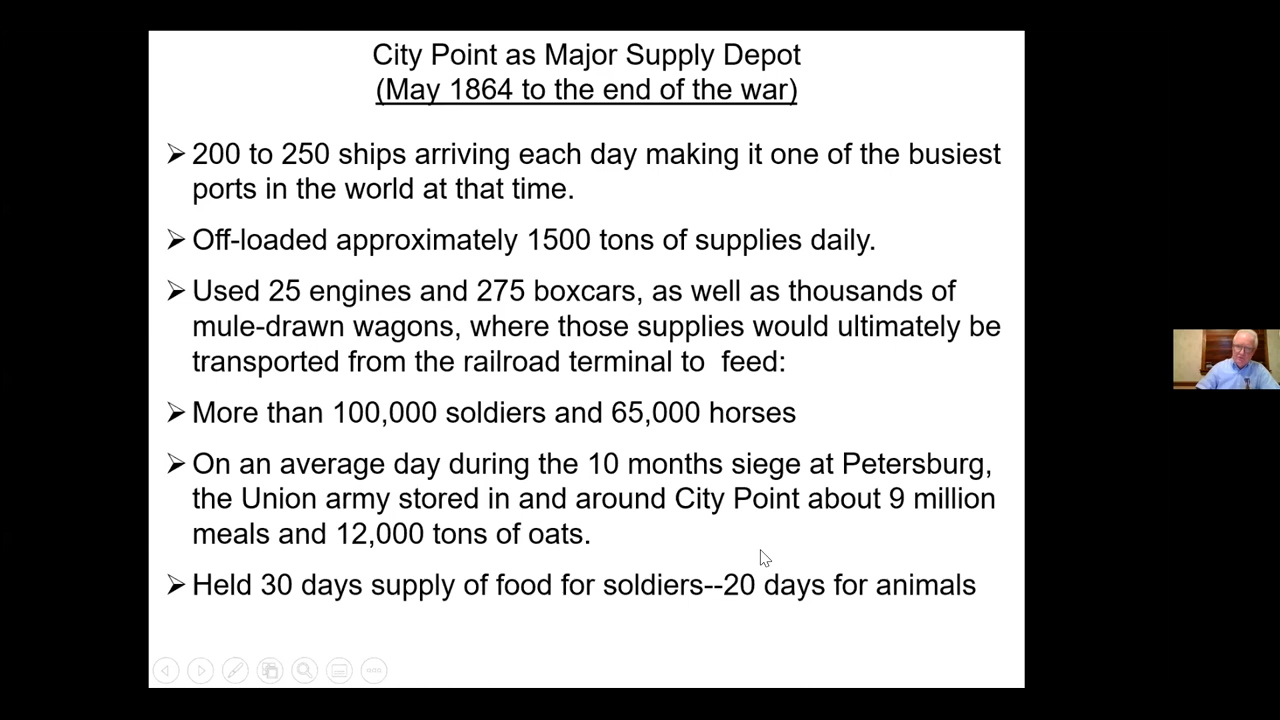 City Point as Major Supply Depot
(May 1864 to the end of the war)
➢ 200 to 250 ships arriving each day making it one of the busiest
ports in the world at that time.
➢ Off-loaded approximately 1500 tons of supplies daily.
➢ Used 25 engines and 275 boxcars, as well as thousands of
mule-drawn wagons, where those supplies would ultimately be
transported from the railroad terminal to  feed:
➢ More than 100,000 soldiers and 65,000 horses
➢ On an average day during the 10 months siege at Petersburg,
the Union army stored in and around City Point about 9 million
meals and 12,000 tons of oats.
➢ Held 30 days supply of food for soldiers--20 days for animals